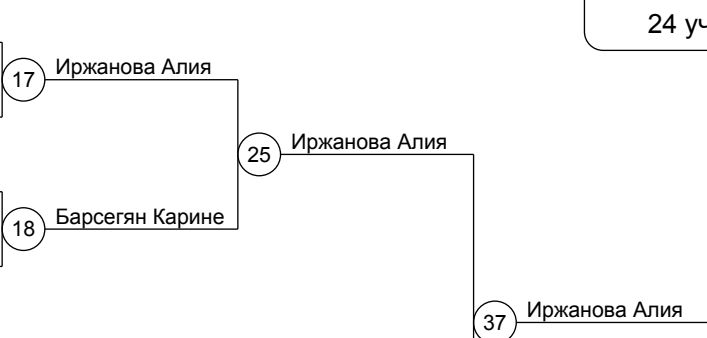 24 уч
17 Иржанова Алия
25 Иржанова Алия
18 Барсегян Карине
37 Иржанова Алия